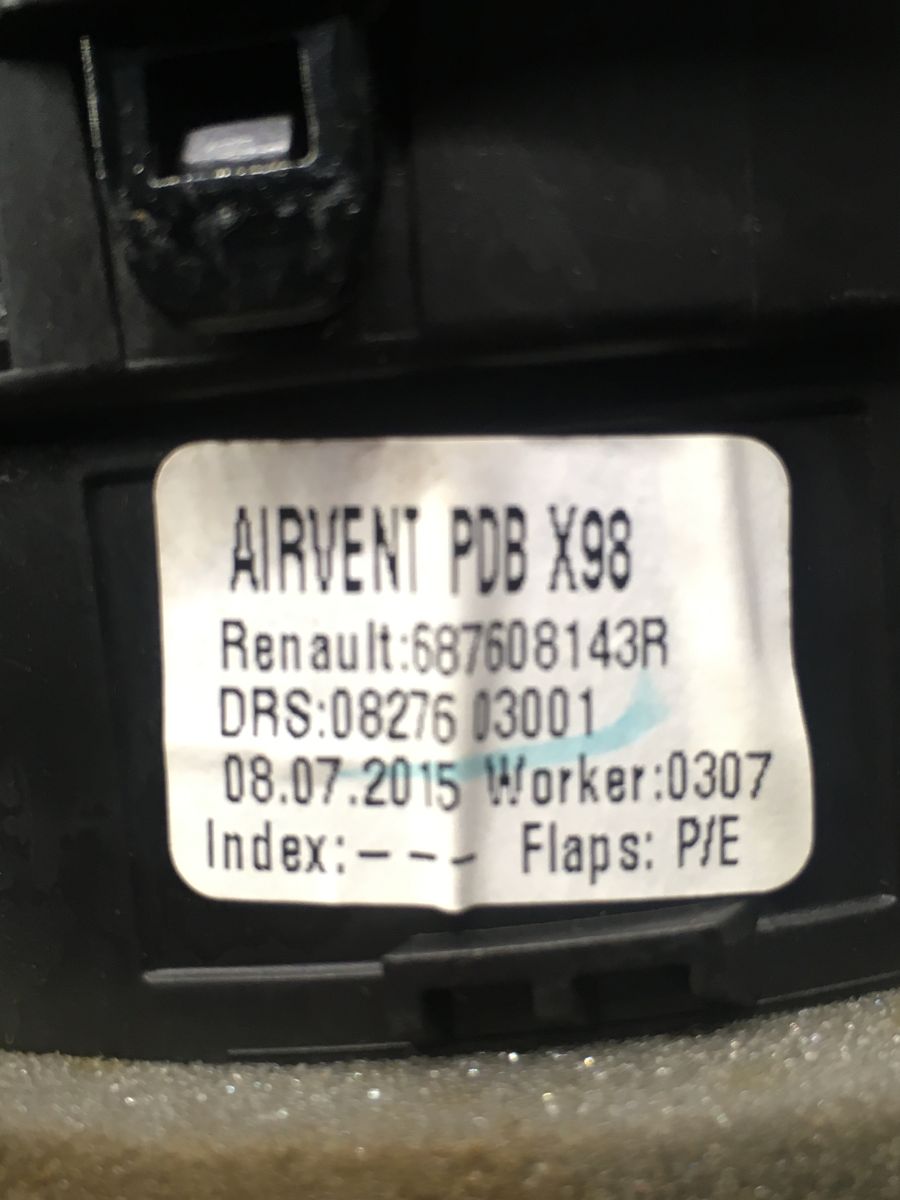 AIRVENT PDB X98
Renault:687608143R
DRS:08276 03001
08.07.2015 Worker:0307
Index:--- Flaps: P/E